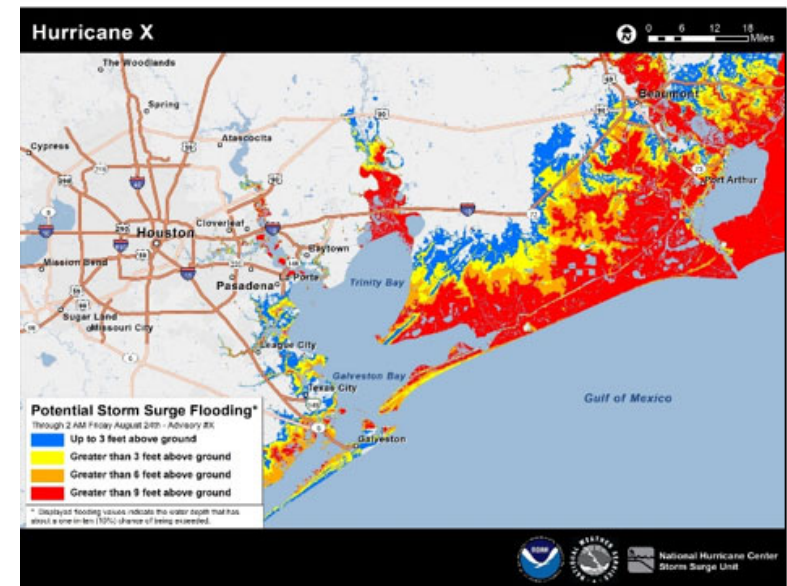 Hurricane X
0 6 12 18
Miles
The Woodlands
Spring
Atascocita
Cypress
Beaumont
Port Arthur
Cloverleaf
Houston
Baytown
Mission Bend
La Porte
Pasadena
Trinity Bay
Sugar Land
Missouri City
League City
Galveston Bay
Texas City
Gulf of Mexico
Galveston
Potential Storm Surge Flooding*
Through 2 AM Friday August 24th - Advisory #X
Up to 3 feet above ground
Greater than 3 feet above ground
Greater than 6 feet above ground
Greater than 9 feet above ground
* Displayed flooding values indicate the water depth that has
about a one-in-ten (10%) chance of being exceeded.
NOAA
National Hurricane Center
Storm Surge Unit